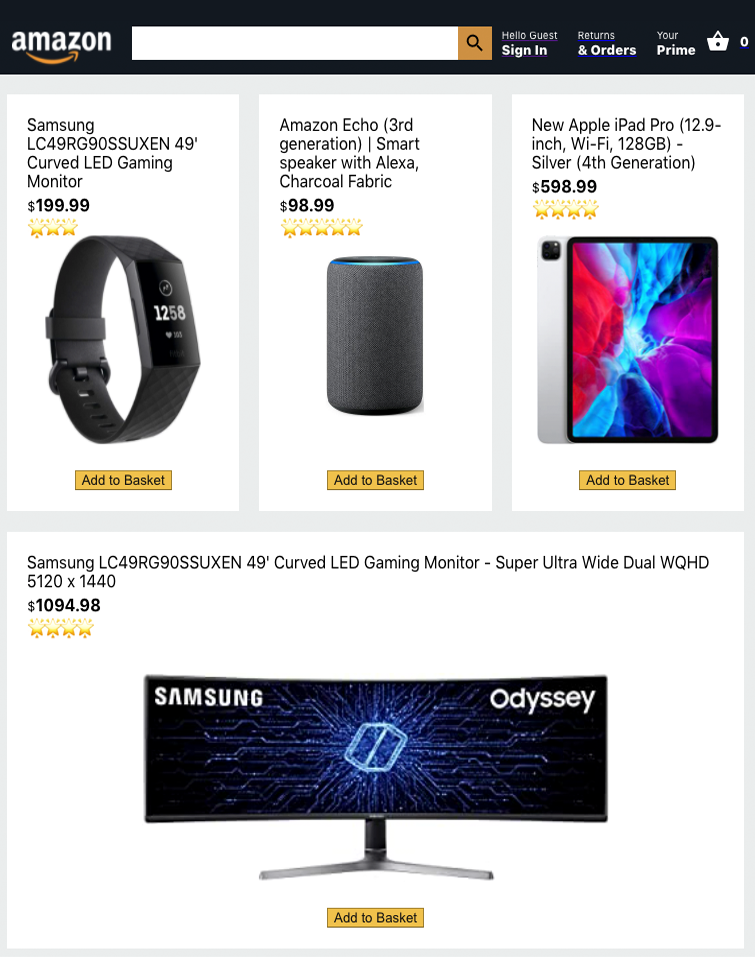 amazon
Hello Guest
Sign In
Returns
& Orders
Your
Prime
0
Samsung
LC49RG90SSUXEN 49'
Curved LED Gaming
Monitor
$199.99
1258
103
Add to Basket
Amazon Echo (3rd
generation) | Smart
speaker with Alexa,
Charcoal Fabric
$98.99
Add to Basket
New Apple iPad Pro (12.9-
inch, Wi-Fi, 128GB) -
Silver (4th Generation)
$598.99
Add to Basket
Samsung LC49RG90SSUXEN 49' Curved LED Gaming Monitor - Super Ultra Wide Dual WQHD
5120 x 1440
$1094.98
SAMSUNG
Odyssey
Add to Basket